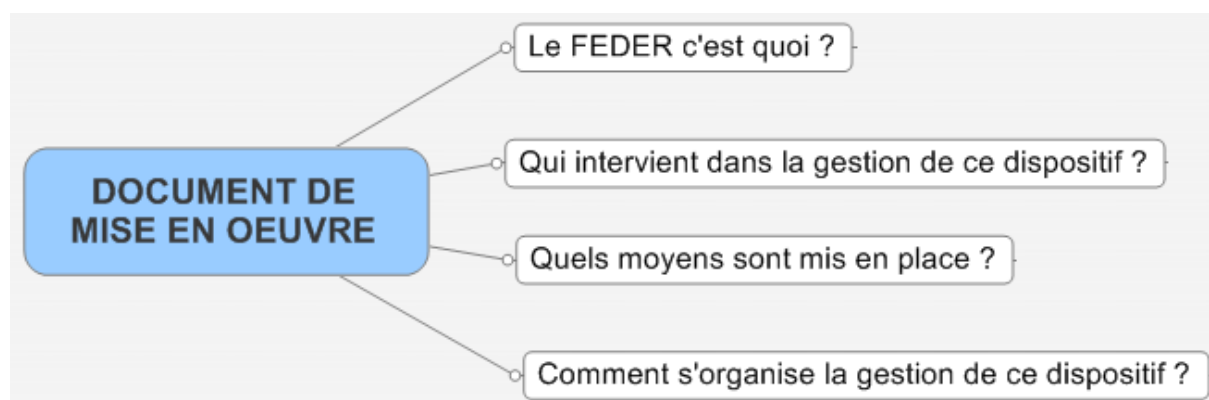 Le FEDER c'est quoi ?
Qui intervient dans la gestion de ce dispositif ?
DOCUMENT DE
MISE EN OEUVRE
Quels moyens sont mis en place ?
Comment s'organise la gestion de ce dispositif ?